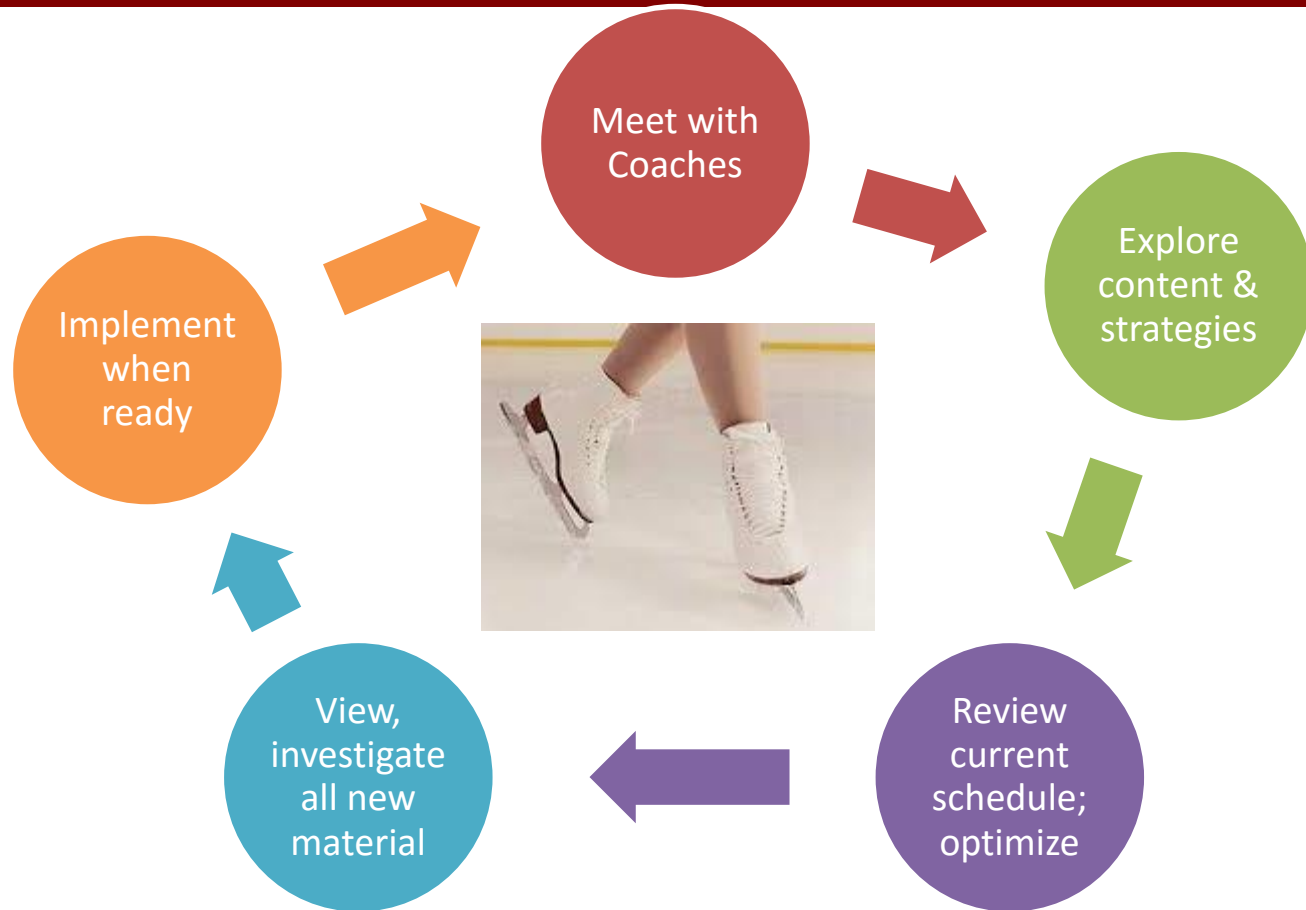 Meet with
Coaches
Explore
content &
strategies
Review
current
schedule;
optimize
View,
investigate
all new
material
Implement
when
ready